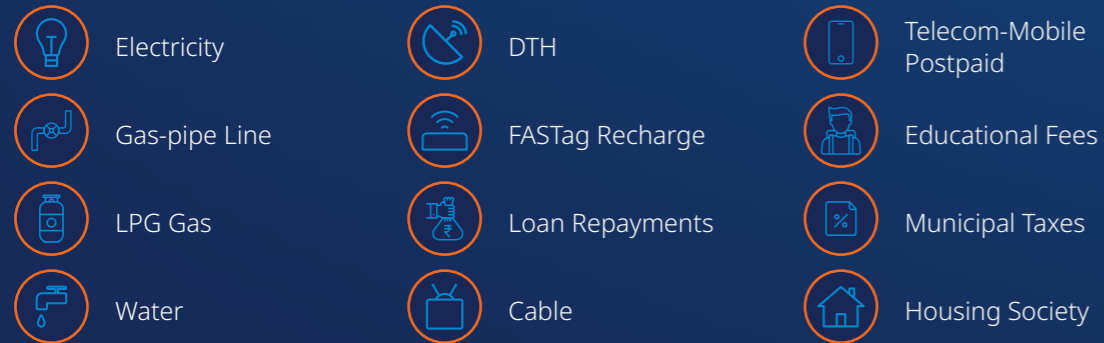 Electricity
DTH
Telecom-Mobile
Postpaid
Gas-pipe Line
FASTag Recharge
Educational Fees
LPG Gas
Loan Repayments
Municipal Taxes
Water
Cable
Housing Society